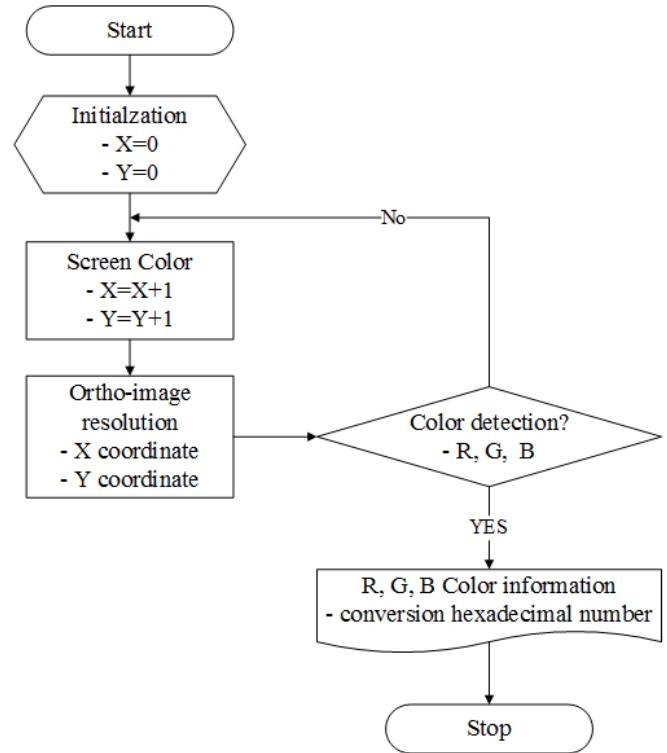 Start
Initialzation
- X=0
- Y=0
No
Screen Color
- X=X+1
- Y=Y+1
Ortho-image
resolution
- X coordinate
- Y coordinate
Color detection?
- R, G, B
YES
R, G, B Color information
- conversion hexadecimal number
Stop